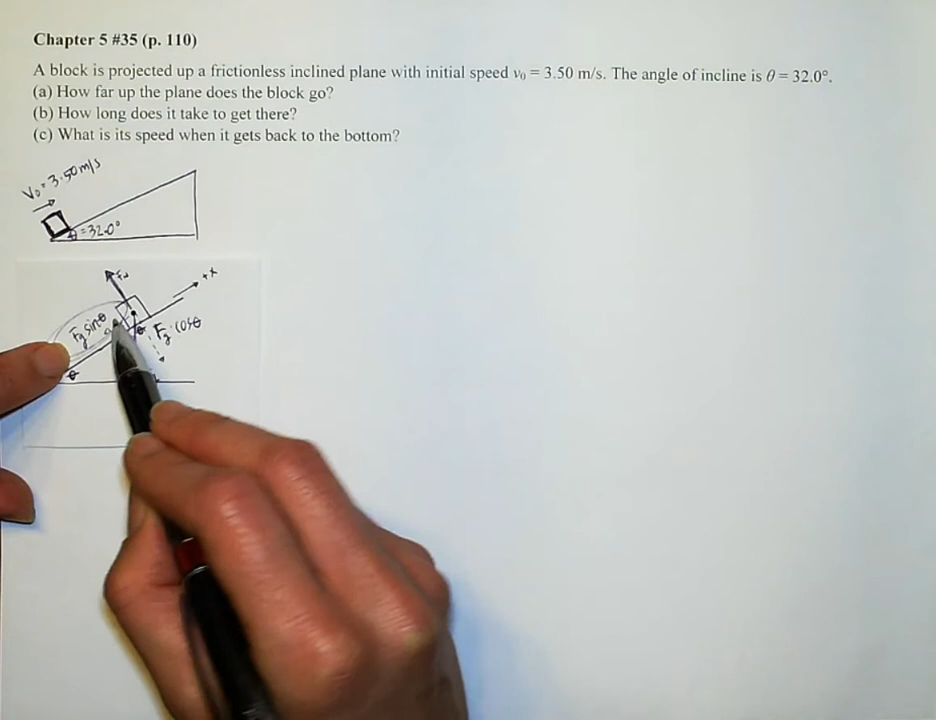 Chapter 5 #35 (p. 110)
A block is projected up a frictionless inclined plane with initial speed v₀ = 3.50 m/s. The angle of incline is θ = 32.0°.
(a) How far up the plane does the block go?
(b) How long does it take to get there?
(c) What is its speed when it gets back to the bottom?
V₀ = 3.50 m/s
θ = 32.0°
+x
Fg sinθ
θ Fg cosθ
θ